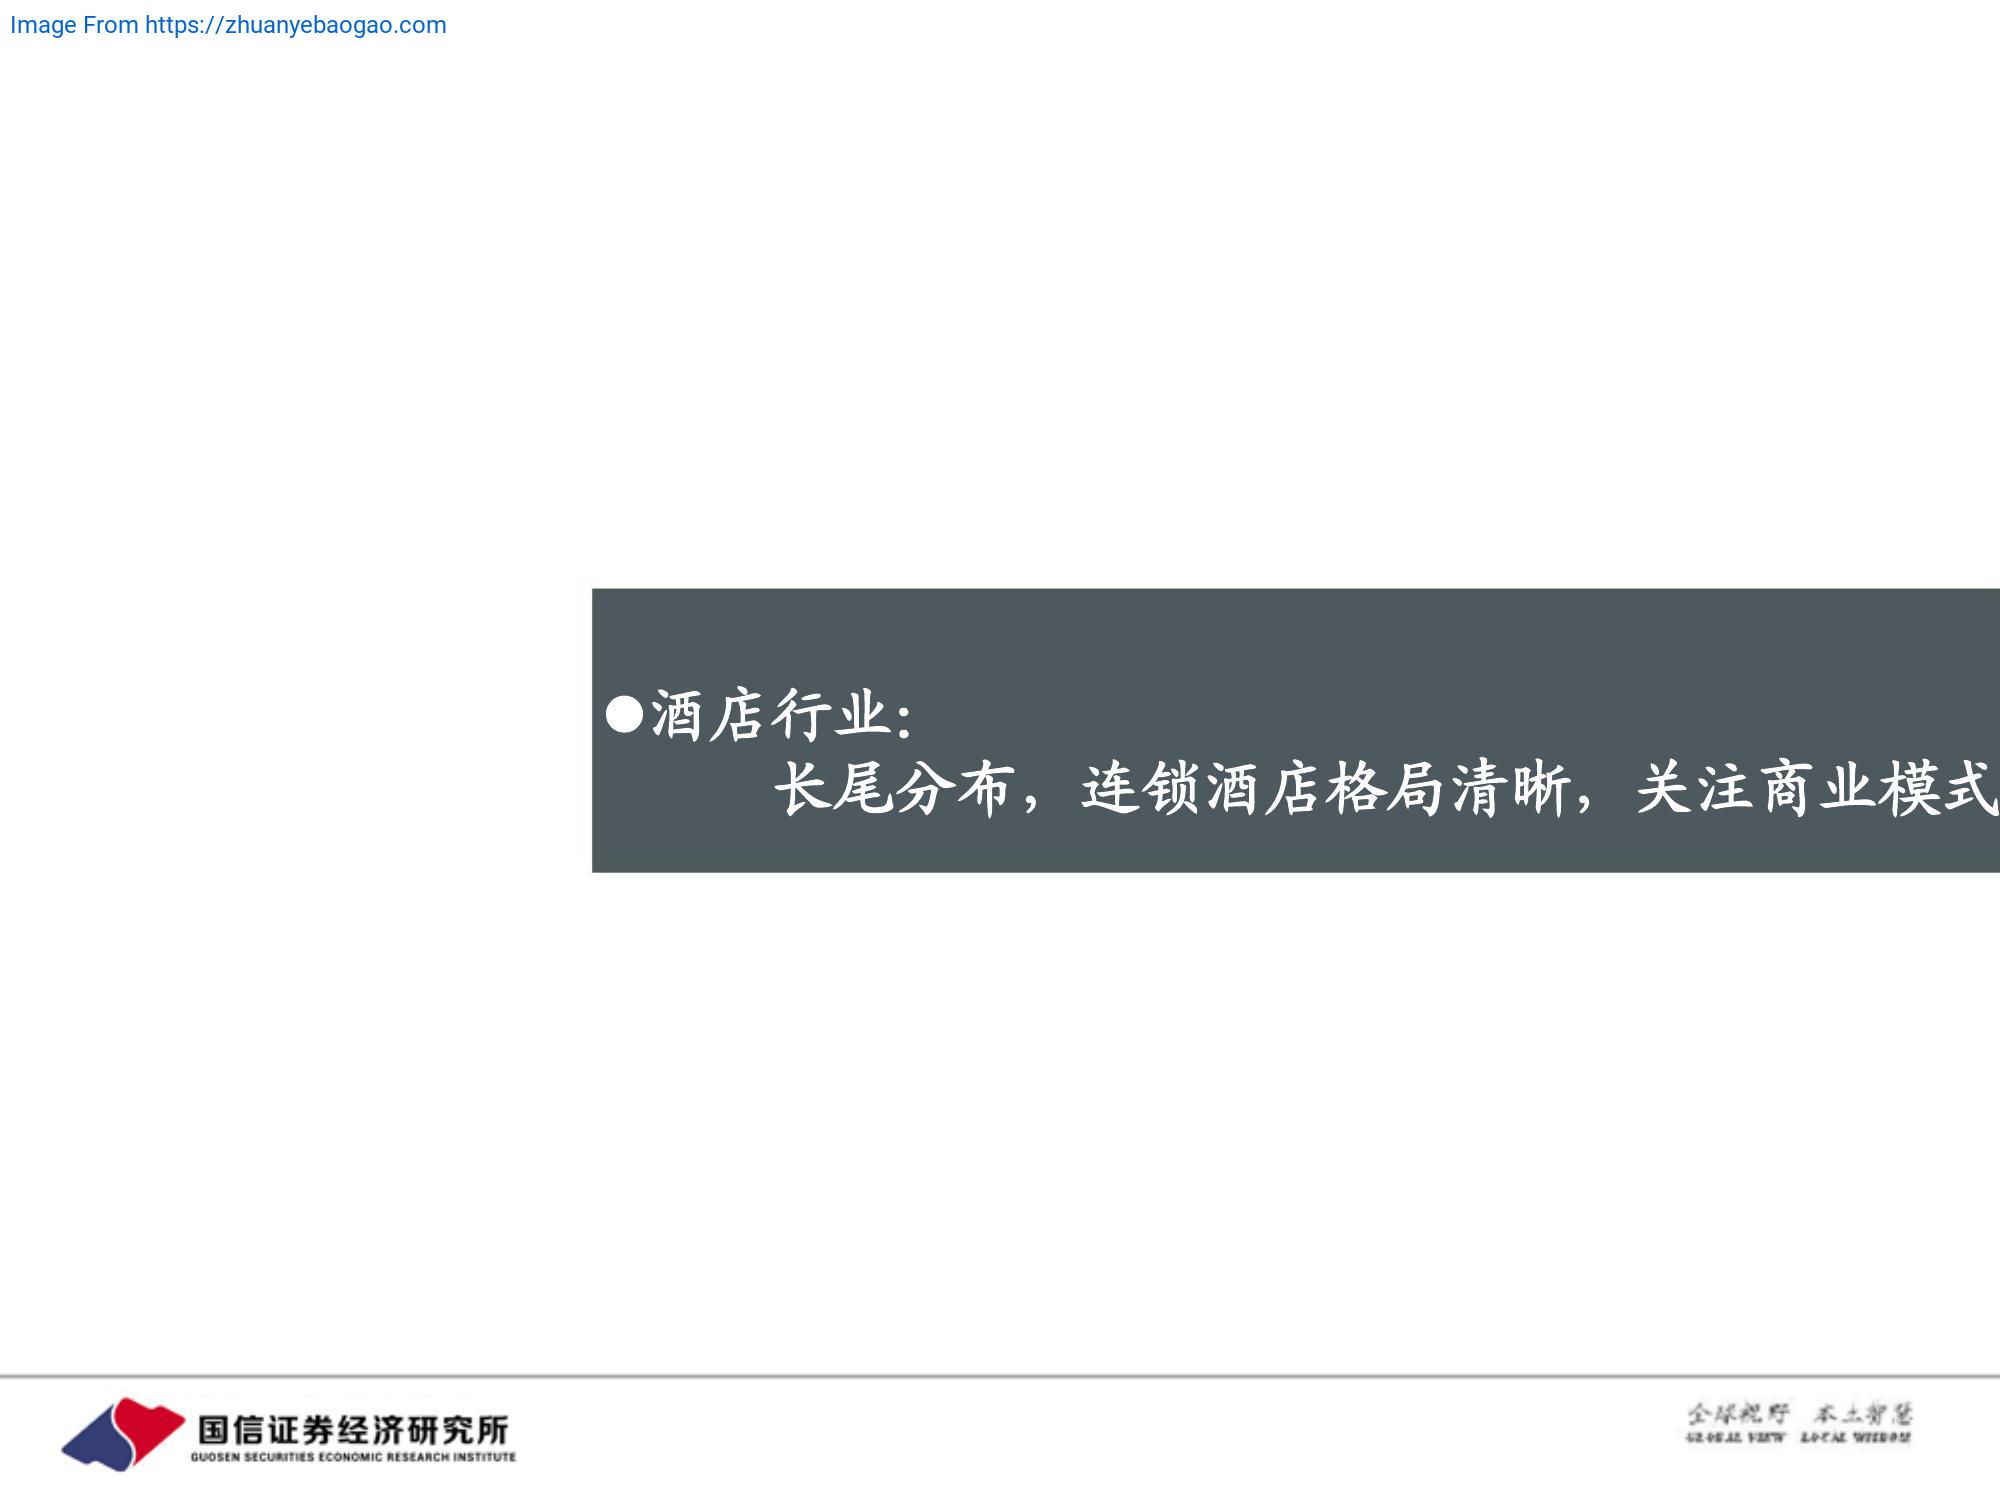 Image From https://zhuanyebaogao.com
●酒店行业：
长尾分布，连锁酒店格局清晰，关注商业模式
国信证券经济研究所
GUOSEN SECURITIES ECONOMIC RESEARCH INSTITUTE
全球视野 本土智慧
GLOBAL VIEW LOCAL WISDOM